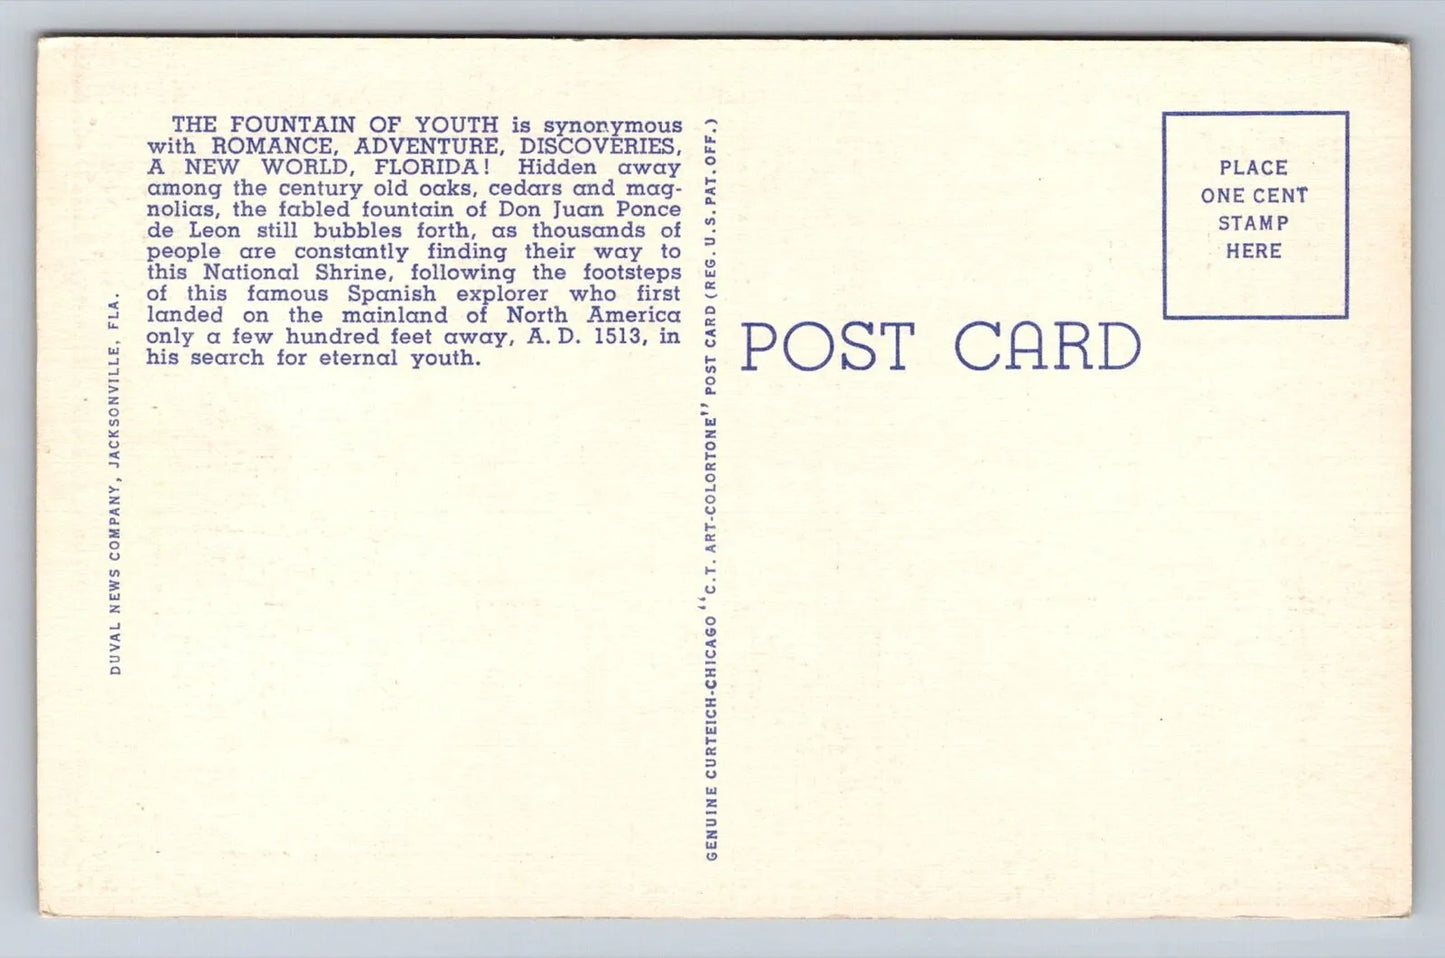 THE FOUNTAIN OF YOUTH is synonymous
with ROMANCE, ADVENTURE, DISCOVERIES,
A NEW WORLD, FLORIDA! Hidden away
among the century old oaks, cedars and mag-
nolias, the fabled fountain of Don Juan Ponce
de Leon still bubbles forth, as thousands of
people are constantly finding their way to
this National Shrine, following the footsteps
of this famous Spanish explorer who first
landed on the mainland of North America
only a few hundred feet away, A. D. 1513, in
his search for eternal youth.
DUVAL NEWS COMPANY, JACKSONVILLE, FLA.
GENUINE CURTEICH-CHICAGO "C.T. ART-COLORTONE" POST CARD (REG. U.S. PAT. OFF.)
POST CARD
PLACE
ONE CENT
STAMP
HERE